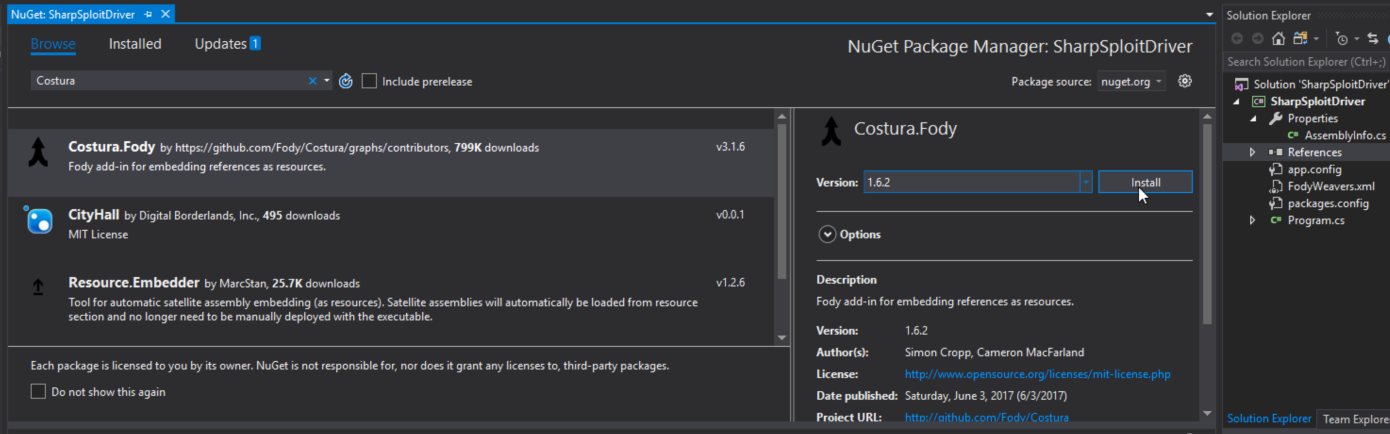 NuGet: SharpSploitDriver
Browse Installed Updates 1
NuGet Package Manager: SharpSploitDriver
Costura
Include prerelease
Package source: nuget.org
Costura.Fody by https://github.com/Fody/Costura/graphs/contributors, 799K downloads v3.1.6
Fody add-in for embedding references as resources.
CityHall by Digital Borderlands, Inc., 495 downloads v0.0.1
MIT License
Resource.Embedder by MarcStan, 25.7K downloads v1.2.6
Tool for automatic satellite assembly embedding (as resources). Satellite assemblies will automatically be loaded from resource
section and no longer need to be manually deployed with the executable.
Each package is licensed to you by its owner. NuGet is not responsible for, nor does it grant any licenses to, third-party packages.
Do not show this again
Costura.Fody
Version: 1.6.2 Install
Options
Description
Fody add-in for embedding references as resources.
Version: 1.6.2
Author(s): Simon Cropp, Cameron MacFarland
License: http://www.opensource.org/licenses/mit-license.php
Date published: Saturday, June 3, 2017 (6/3/2017)
Project URL: http://github.com/Fody/Costura
Solution Explorer
Search Solution Explorer (Ctrl+;)
Solution 'SharpSploitDriver'
C# SharpSploitDriver
Properties
C# AssemblyInfo.cs
References
app.config
FodyWeavers.xml
packages.config
C# Program.cs
Solution Explorer Team Explore